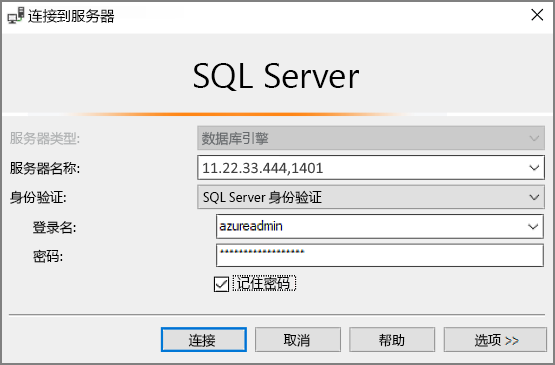 连接到服务器
SQL Server
服务器类型: 数据库引擎
服务器名称: 11.22.33.444,1401
身份验证: SQL Server 身份验证
登录名: azureadmin
密码: ******************
记住密码
连接 取消 帮助 选项 >>